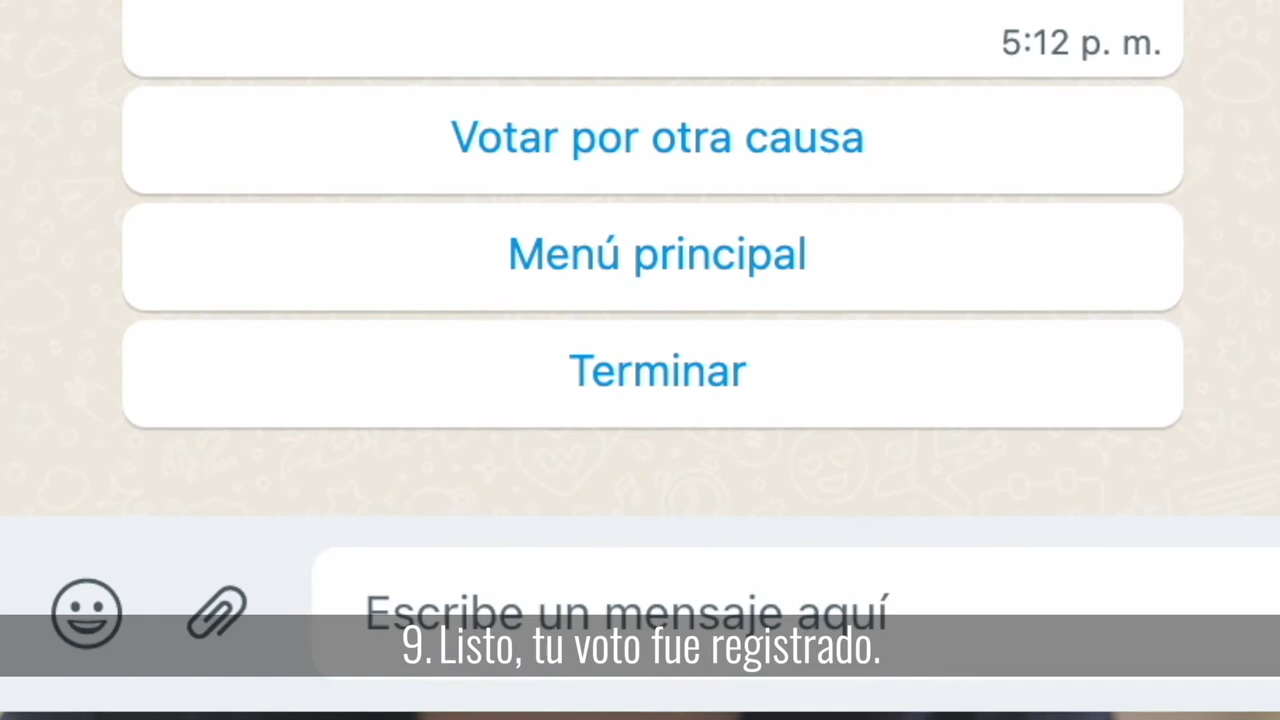 5:12 p. m.
Votar por otra causa
Menú principal
Terminar
Escribe un mensaje aquí
9. Listo, tu voto fue registrado.